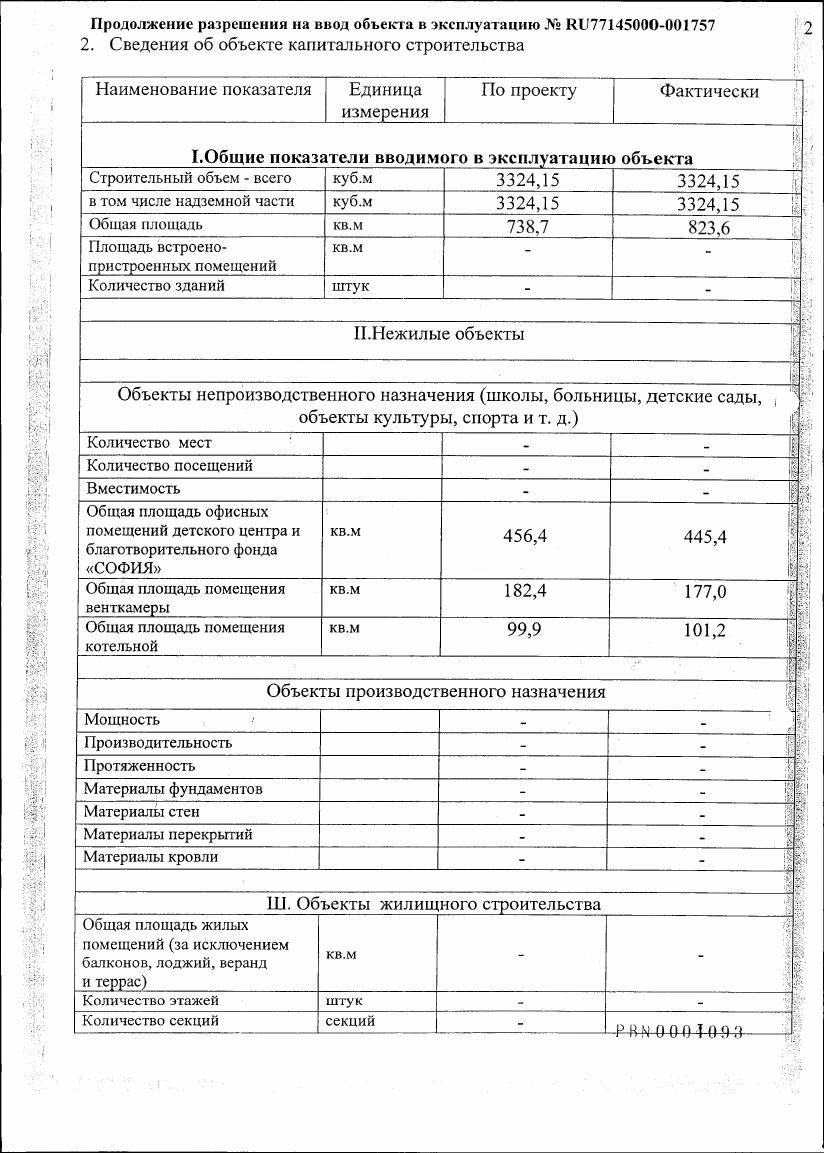 Продолжение разрешения на ввод объекта в эксплуатацию № RU77145000-001757
2
2. Сведения об объекте капитального строительства
Наименование показателя Единица измерения По проекту Фактически
I.Общие показатели вводимого в эксплуатацию объекта
Строительный объем - всего куб.м 3324,15 3324,15
в том числе надземной части куб.м 3324,15 3324,15
Общая площадь кв.м 738,7 823,6
Площадь встроено- кв.м - -
пристроенных помещений
Количество зданий штук - -
II.Нежилые объекты
Объекты непроизводственного назначения (школы, больницы, детские сады,
объекты культуры, спорта и т. д.)
Количество мест - -
Количество посещений - -
Вместимость - -
Общая площадь офисных
помещений детского центра и кв.м 456,4 445,4
благотворительного фонда
«СОФИЯ»
Общая площадь помещения кв.м 182,4 177,0
венткамеры
Общая площадь помещения кв.м 99,9 101,2
котельной
Объекты производственного назначения
Мощность - -
Производительность - -
Протяженность - -
Материалы фундаментов - -
Материалы стен - -
Материалы перекрытий - -
Материалы кровли - -
Ш. Объекты жилищного строительства
Общая площадь жилых
помещений (за исключением
балконов, лоджий, веранд кв.м - -
и террас)
Количество этажей штук - -
Количество секций секций -
PBN0001093